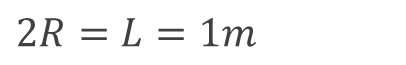 2R = L = 1m